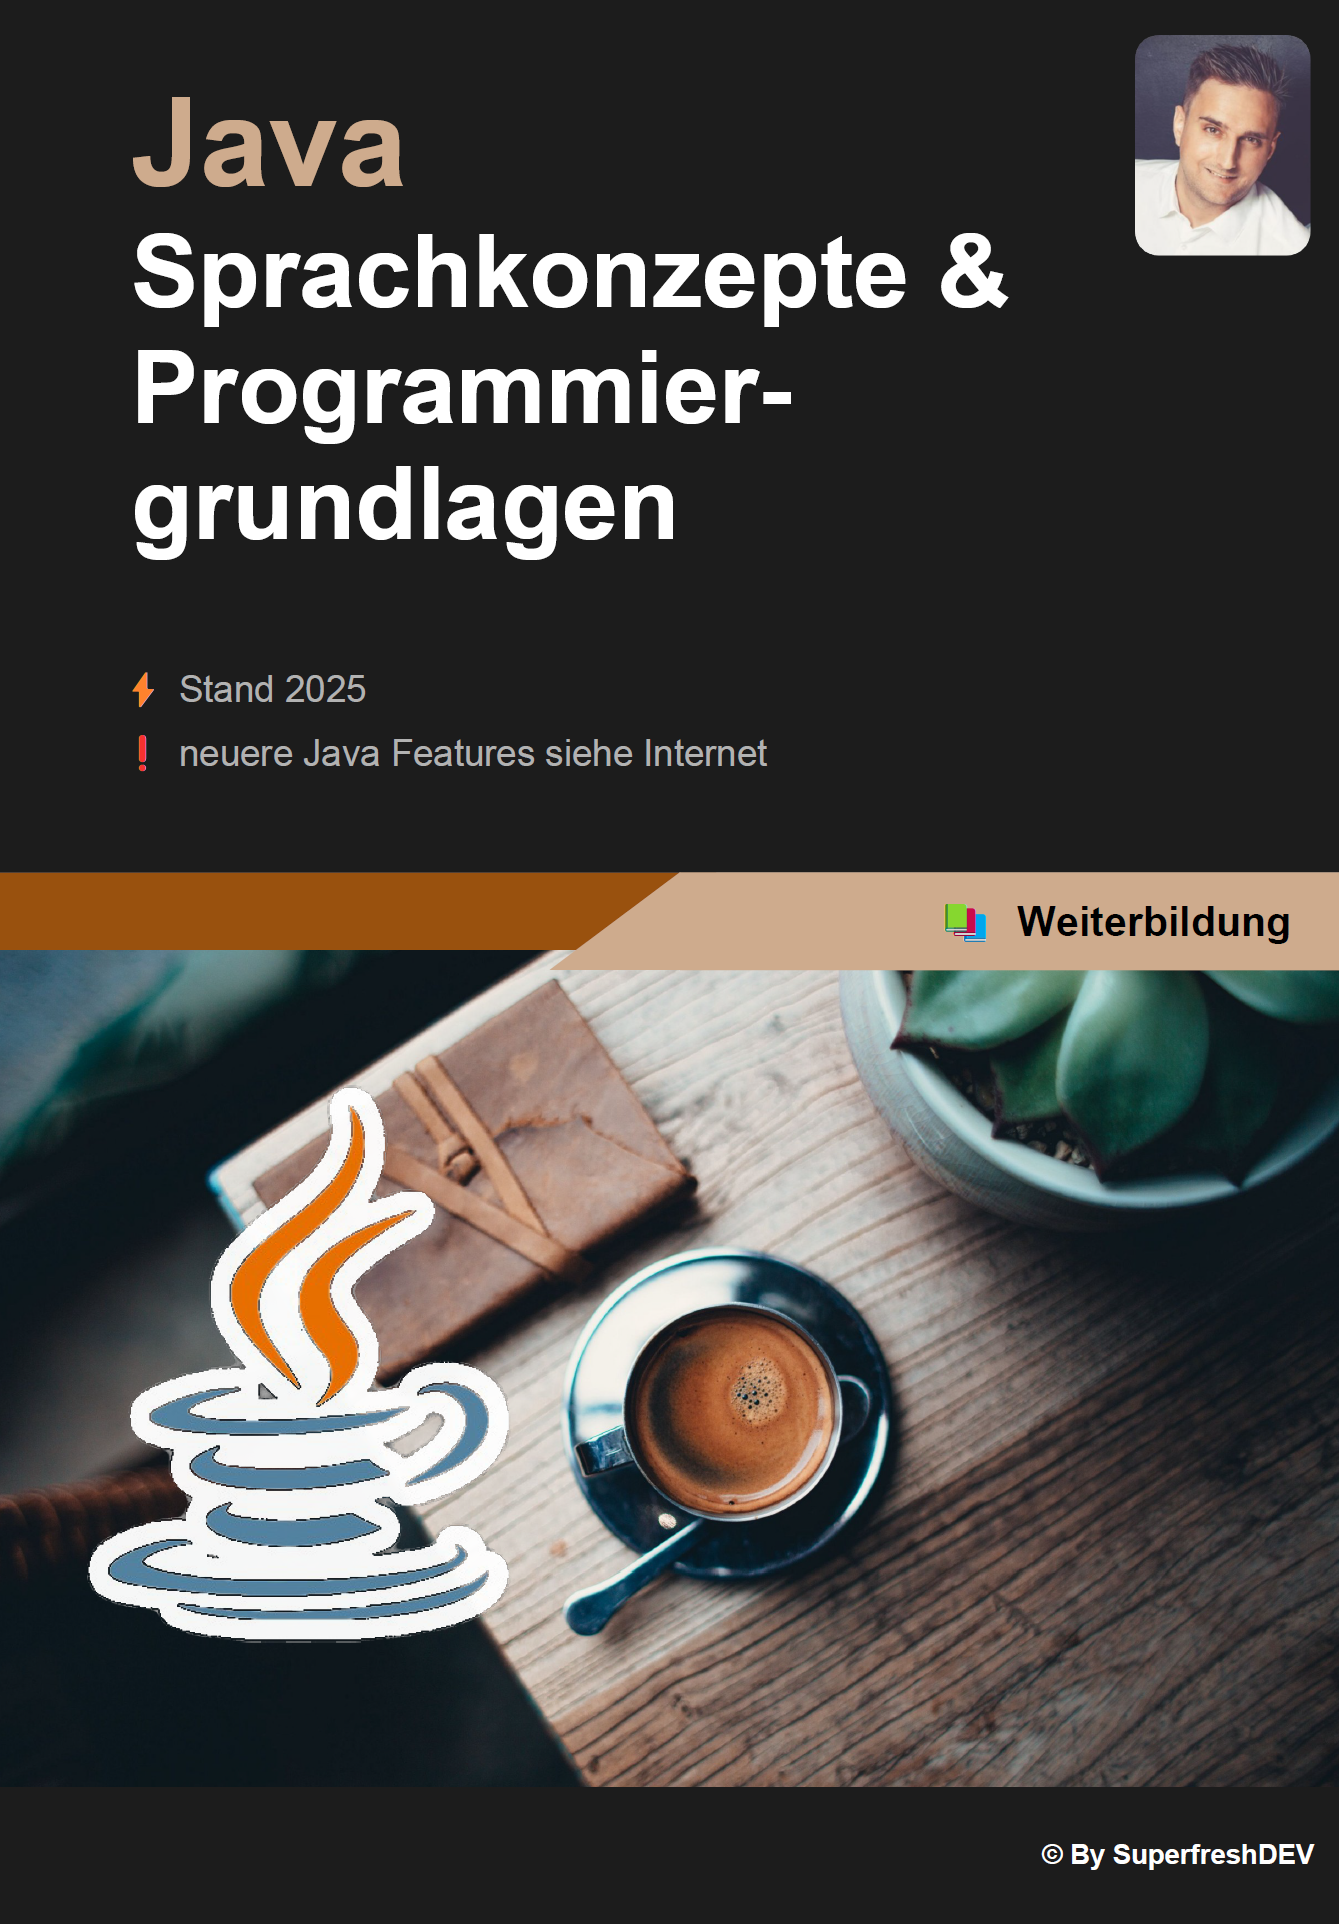 Java
Sprachkonzepte &
Programmier-
grundlagen
Stand 2025
neuere Java Features siehe Internet
Weiterbildung
© By SuperfreshDEV